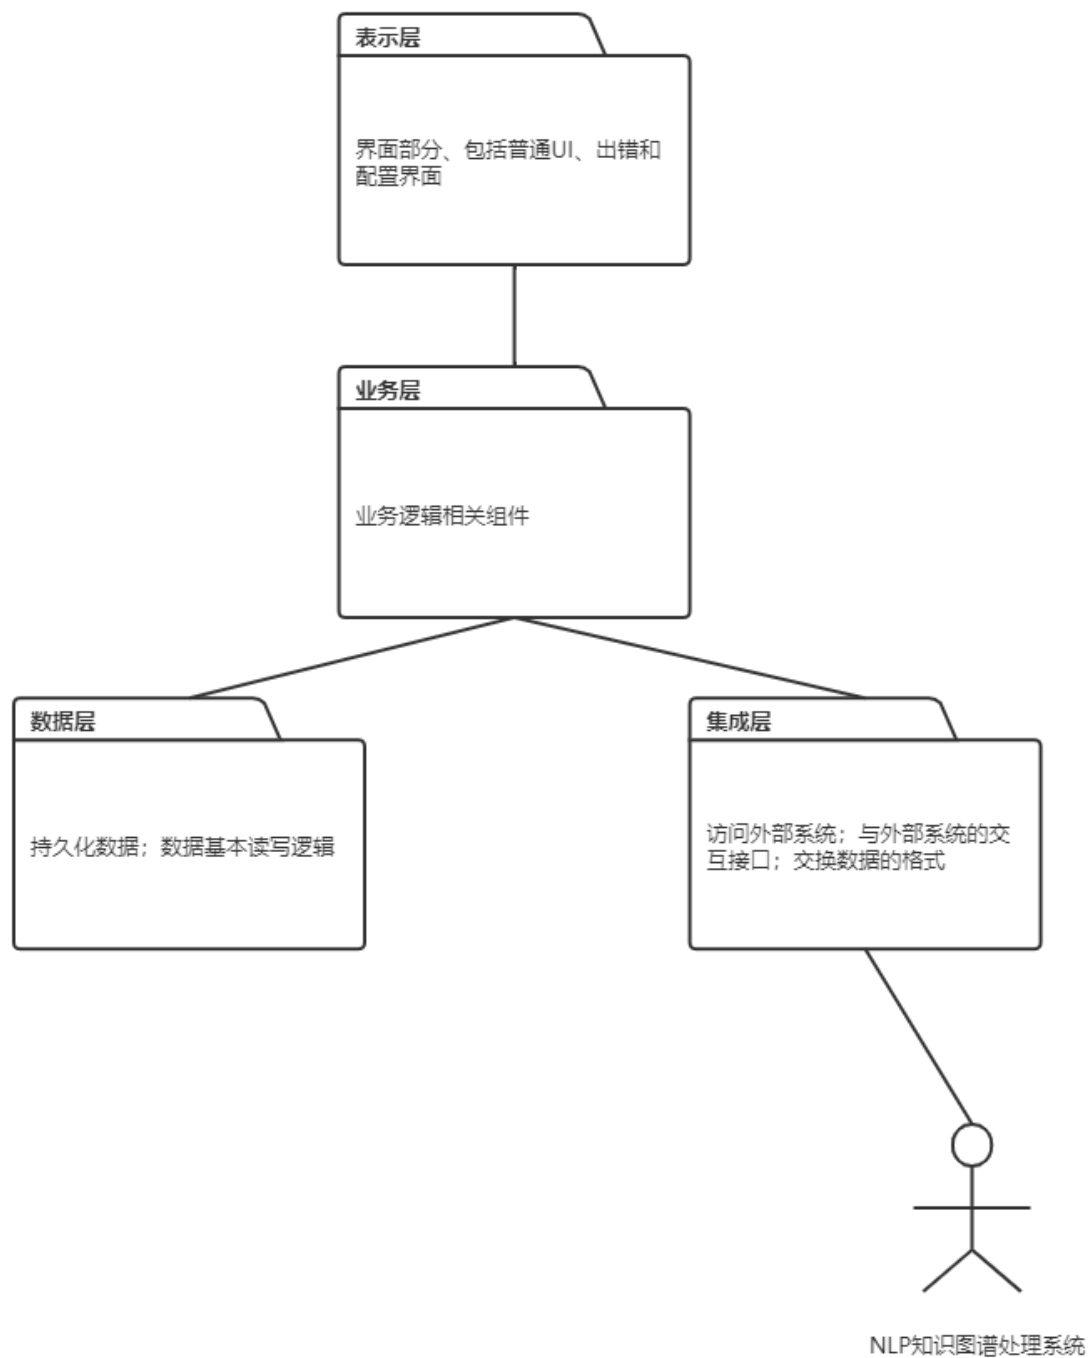 表示层
界面部分、包括普通UI、出错和
配置界面
业务层
业务逻辑相关组件
数据层
持久化数据；数据基本读写逻辑
集成层
访问外部系统；与外部系统的交
互接口；交换数据的格式
NLP知识图谱处理系统